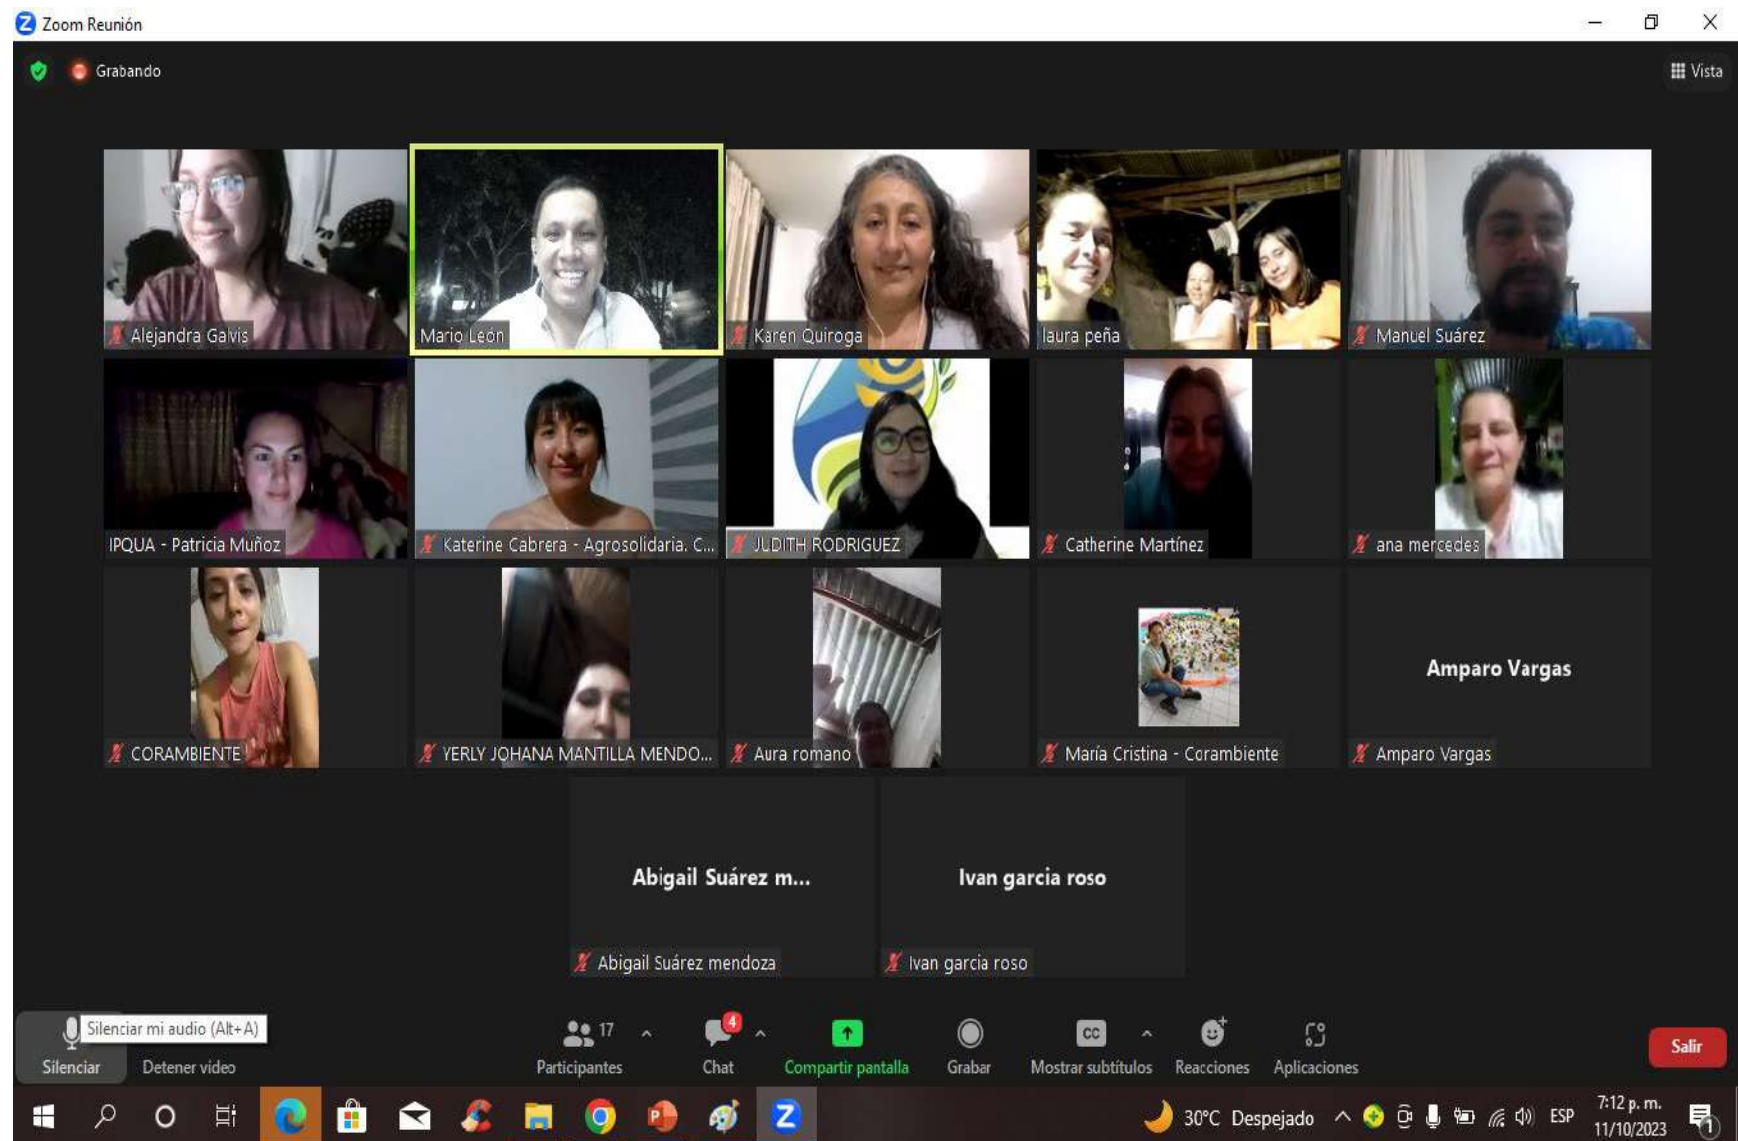 Zoom Reunión
Grabando
Vista
Alejandra Galvis
Mario León
Karen Quiroga
laura peña
Manuel Suárez
IPQUA - Patricia Muñoz
Katerine Cabrera - Agrosolidaria. C...
JUDITH RODRIGUEZ
Catherine Martínez
ana mercedes
CORAMBIENTE
YERLY JOHANA MANTILLA MENDO...
Aura romano
María Cristina - Corambiente
Amparo Vargas
Amparo Vargas
Abigail Suárez m...
Abigail Suárez mendoza
Ivan garcia roso
Ivan garcia roso
Silenciar mi audio (Alt+A)
Silenciar
Detener video
17
Participantes
4
Chat
Compartir pantalla
Grabar
CC
Mostrar subtítulos
Reacciones
Aplicaciones
Salir
30°C Despejado
ESP
7:12 p. m.
11/10/2023
1